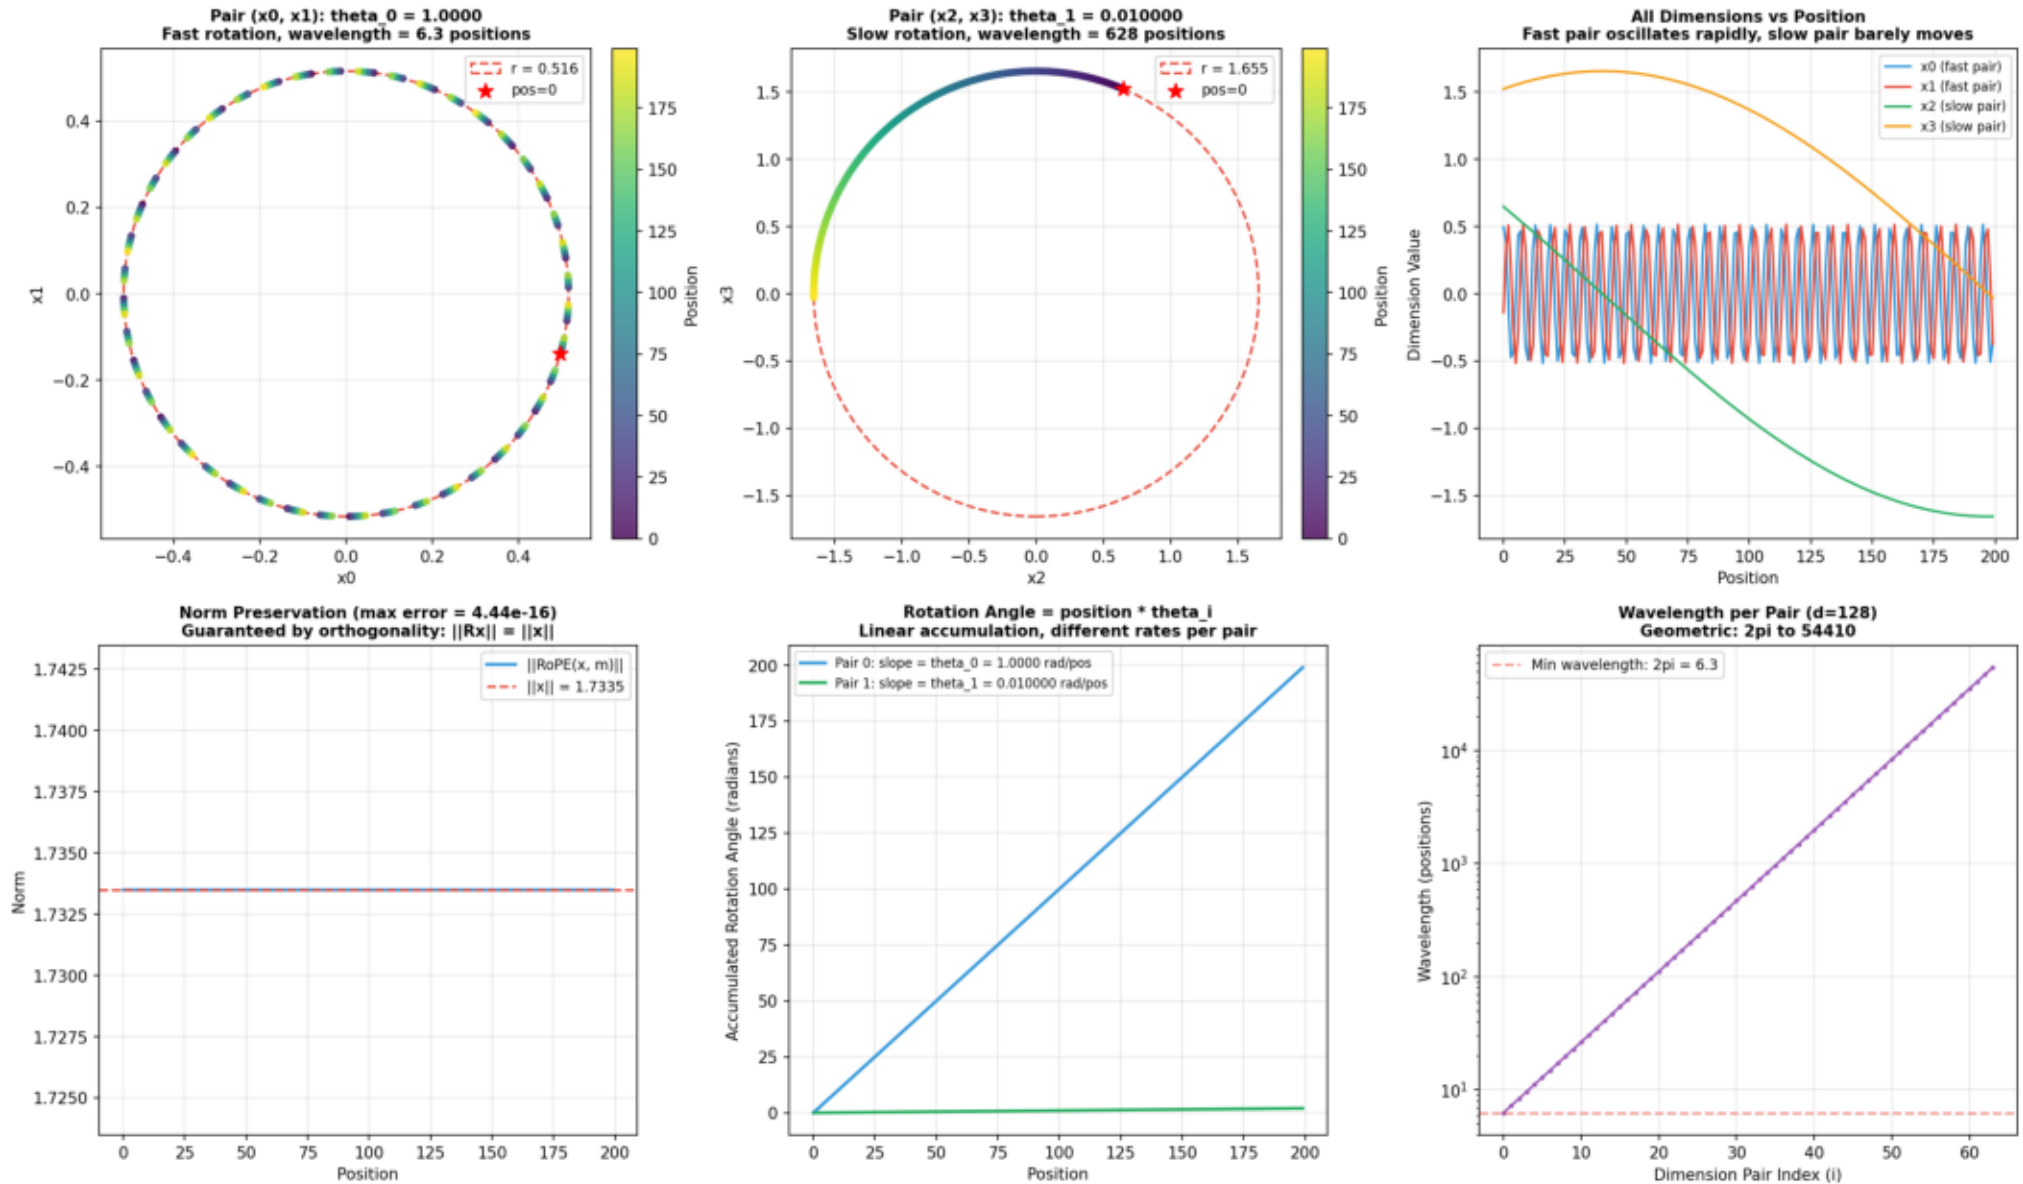 Pair (x0, x1): theta_0 = 1.0000
Fast rotation, wavelength = 6.3 positions
r = 0.516
pos=0
0.4
0.2
0.0
−0.2
−0.4
x1
−0.4
−0.2
0.0
0.2
0.4
x0
175
150
125
100
75
50
25
0
Position
Pair (x2, x3): theta_1 = 0.010000
Slow rotation, wavelength = 628 positions
r = 1.655
pos=0
1.5
1.0
0.5
0.0
−0.5
−1.0
−1.5
x3
−1.5
−1.0
−0.5
0.0
0.5
1.0
1.5
x2
175
150
125
100
75
50
25
0
Position
All Dimensions vs Position
Fast pair oscillates rapidly, slow pair barely moves
x0 (fast pair)
x1 (fast pair)
x2 (slow pair)
x3 (slow pair)
1.5
1.0
0.5
0.0
−0.5
−1.0
−1.5
Dimension Value
0
25
50
75
100
125
150
175
200
Position
Norm Preservation (max error = 4.44e-16)
Guaranteed by orthogonality: ||Rx|| = ||x||
||RoPE(x, m)||
||x|| = 1.7335
1.7425
1.7400
1.7375
1.7350
1.7325
1.7300
1.7275
1.7250
Norm
0
25
50
75
100
125
150
175
200
Position
Rotation Angle = position * theta_i
Linear accumulation, different rates per pair
Pair 0: slope = theta_0 = 1.0000 rad/pos
Pair 1: slope = theta_1 = 0.010000 rad/pos
200
175
150
125
100
75
50
25
0
Accumulated Rotation Angle (radians)
0
25
50
75
100
125
150
175
200
Position
Wavelength per Pair (d=128)
Geometric: 2pi to 54410
Min wavelength: 2pi = 6.3
10⁴
10³
10²
10¹
Wavelength (positions)
0
10
20
30
40
50
60
Dimension Pair Index (i)